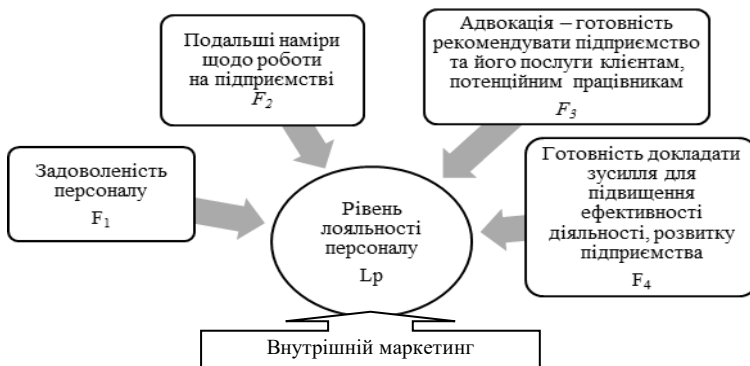 Задоволеність
персоналу
F₁
Подальші наміри
щодо роботи
на підприємстві
F₂
Адвокація – готовність
рекомендувати підприємство
та його послуги клієнтам,
потенційним працівникам
F₃
Готовність докладати
зусилля для
підвищення
ефективності
діяльності, розвитку
підприємства
F₄
Рівень
лояльності
персоналу
Lp
Внутрішній маркетинг